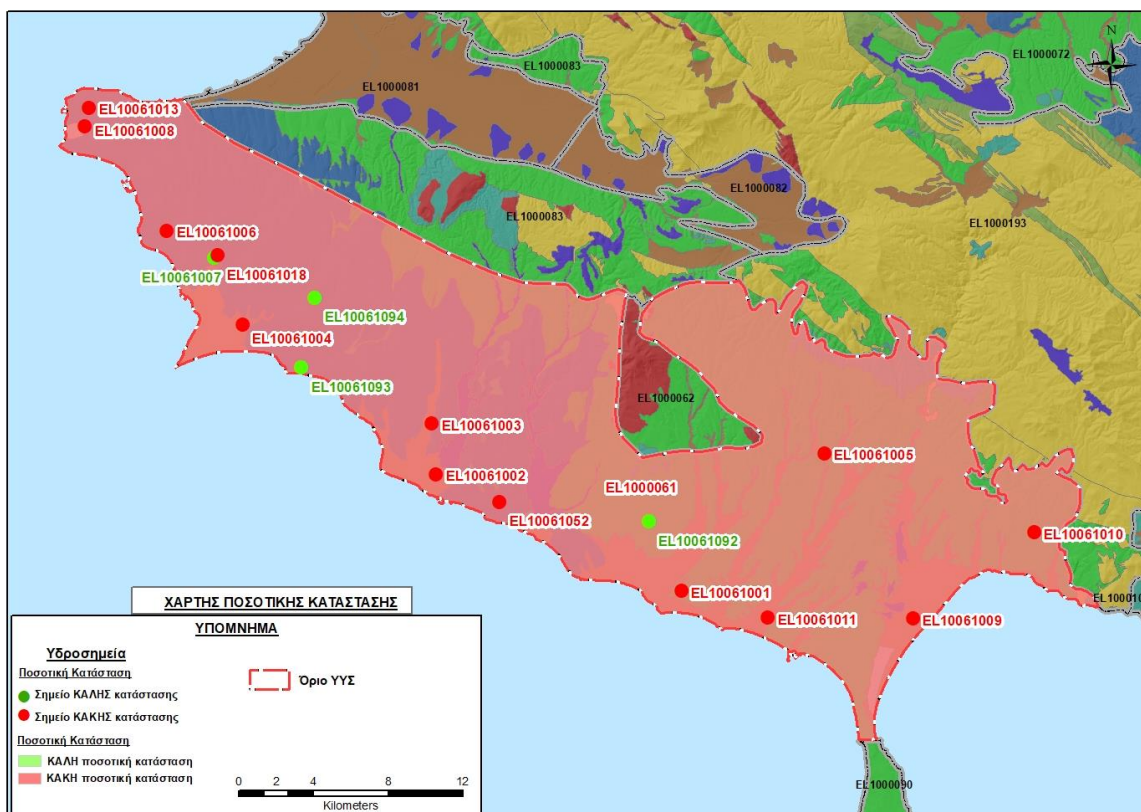 EL1000072
N
EL1000083
EL1000081
EL10061013
EL10061008
EL1000082
EL1000083
EL1000193
EL10061006
EL10061018
EL10061007
EL10061094
EL10061004
EL10061093
EL1000062
EL10061003
EL10061005
EL10061002
EL1000061
EL10061052
EL10061092
EL10061010
EL10061001
EL100010
EL10061011
EL10061009
EL1000090
ΧΑΡΤΗΣ ΠΟΣΟΤΙΚΗΣ ΚΑΤΑΣΤΑΣΗΣ
ΥΠΟΜΝΗΜΑ
Υδροσημεία
Ποσοτική Κατάσταση
Όριο ΥΥΣ
Σημείο ΚΑΛΗΣ κατάστασης
Σημείο ΚΑΚΗΣ κατάστασης
Ποσοτική Κατάσταση
ΚΑΛΗ ποσοτική κατάσταση
ΚΑΚΗ ποσοτική κατάσταση
0 2 4 8 12
Kilometers